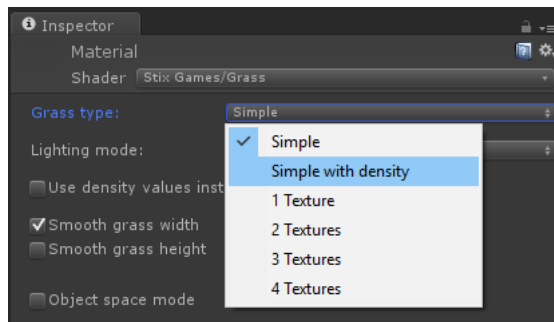 Inspector
Material
Shader Stix Games/Grass
Grass type: Simple
Simple
Lighting mode:
Simple with density
Use density values inst
1 Texture
Smooth grass width
2 Textures
Smooth grass height
3 Textures
4 Textures
Object space mode